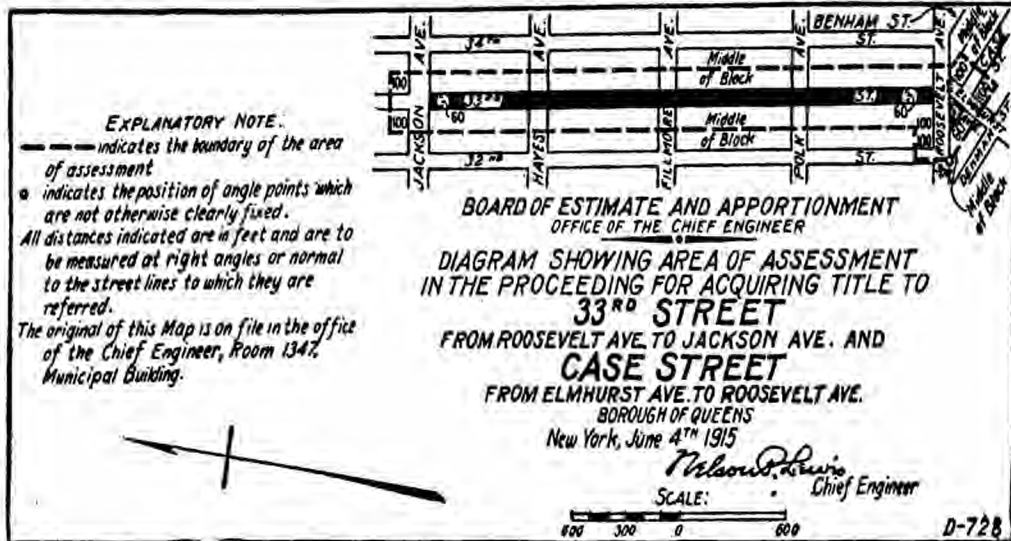 BENHAM ST.
34TH ST.
Middle of Block
33RD ST.
60
60
Middle of Block
32ND ST.
100
100
100
100
JACKSON AVE.
HAYES AVE.
FILLMORE AVE.
POLK AVE.
ROOSEVELT AVE.
Middle of Block
100
CASE
DENHAM ST.
Middle of Block
EXPLANATORY NOTE.
indicates the boundary of the area
of assessment
indicates the position of angle points which
are not otherwise clearly fixed.
All distances indicated are in feet and are to
be measured at right angles or normal
to the street lines to which they are
referred.
The original of this Map is on file in the office
of the Chief Engineer, Room 1347,
Municipal Building.
BOARD OF ESTIMATE AND APPORTIONMENT
OFFICE OF THE CHIEF ENGINEER
DIAGRAM SHOWING AREA OF ASSESSMENT
IN THE PROCEEDING FOR ACQUIRING TITLE TO
33RD STREET
FROM ROOSEVELT AVE. TO JACKSON AVE. AND
CASE STREET
FROM ELMHURST AVE. TO ROOSEVELT AVE.
BOROUGH OF QUEENS
New York, June 4TH 1915
Nelson P. Lewis
Chief Engineer
SCALE:
600 300 0 600
D-728